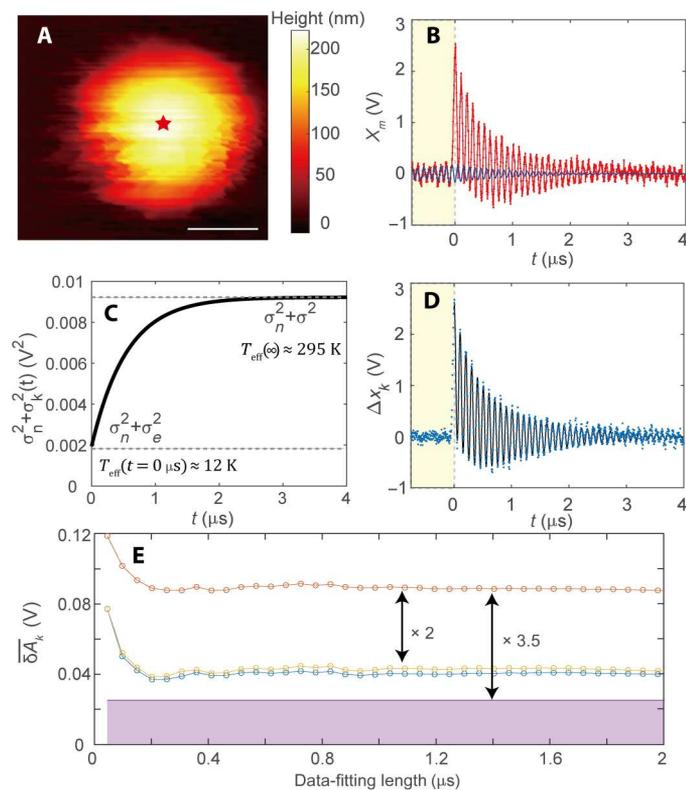 A
Height (nm)
200
150
100
50
0
B
3
2
1
0
−1
X_m (V)
0 1 2 3 4
t (µs)
C
0.01
0.008
0.006
0.004
0.002
0
σ_n^2+σ_k^2(t) (V^2)
σ_n^2+σ^2
T_eff(∞) ≈ 295 K
σ_n^2+σ_e^2
T_eff(t = 0 µs) ≈ 12 K
0 1 2 3 4
t (µs)
D
3
2
1
0
−1
Δx_k (V)
0 1 2 3 4
t (µs)
E
0.12
0.08
0.04
0
δA_k (V)
× 2
× 3.5
0 0.4 0.8 1.2 1.6 2
Data-fitting length (µs)